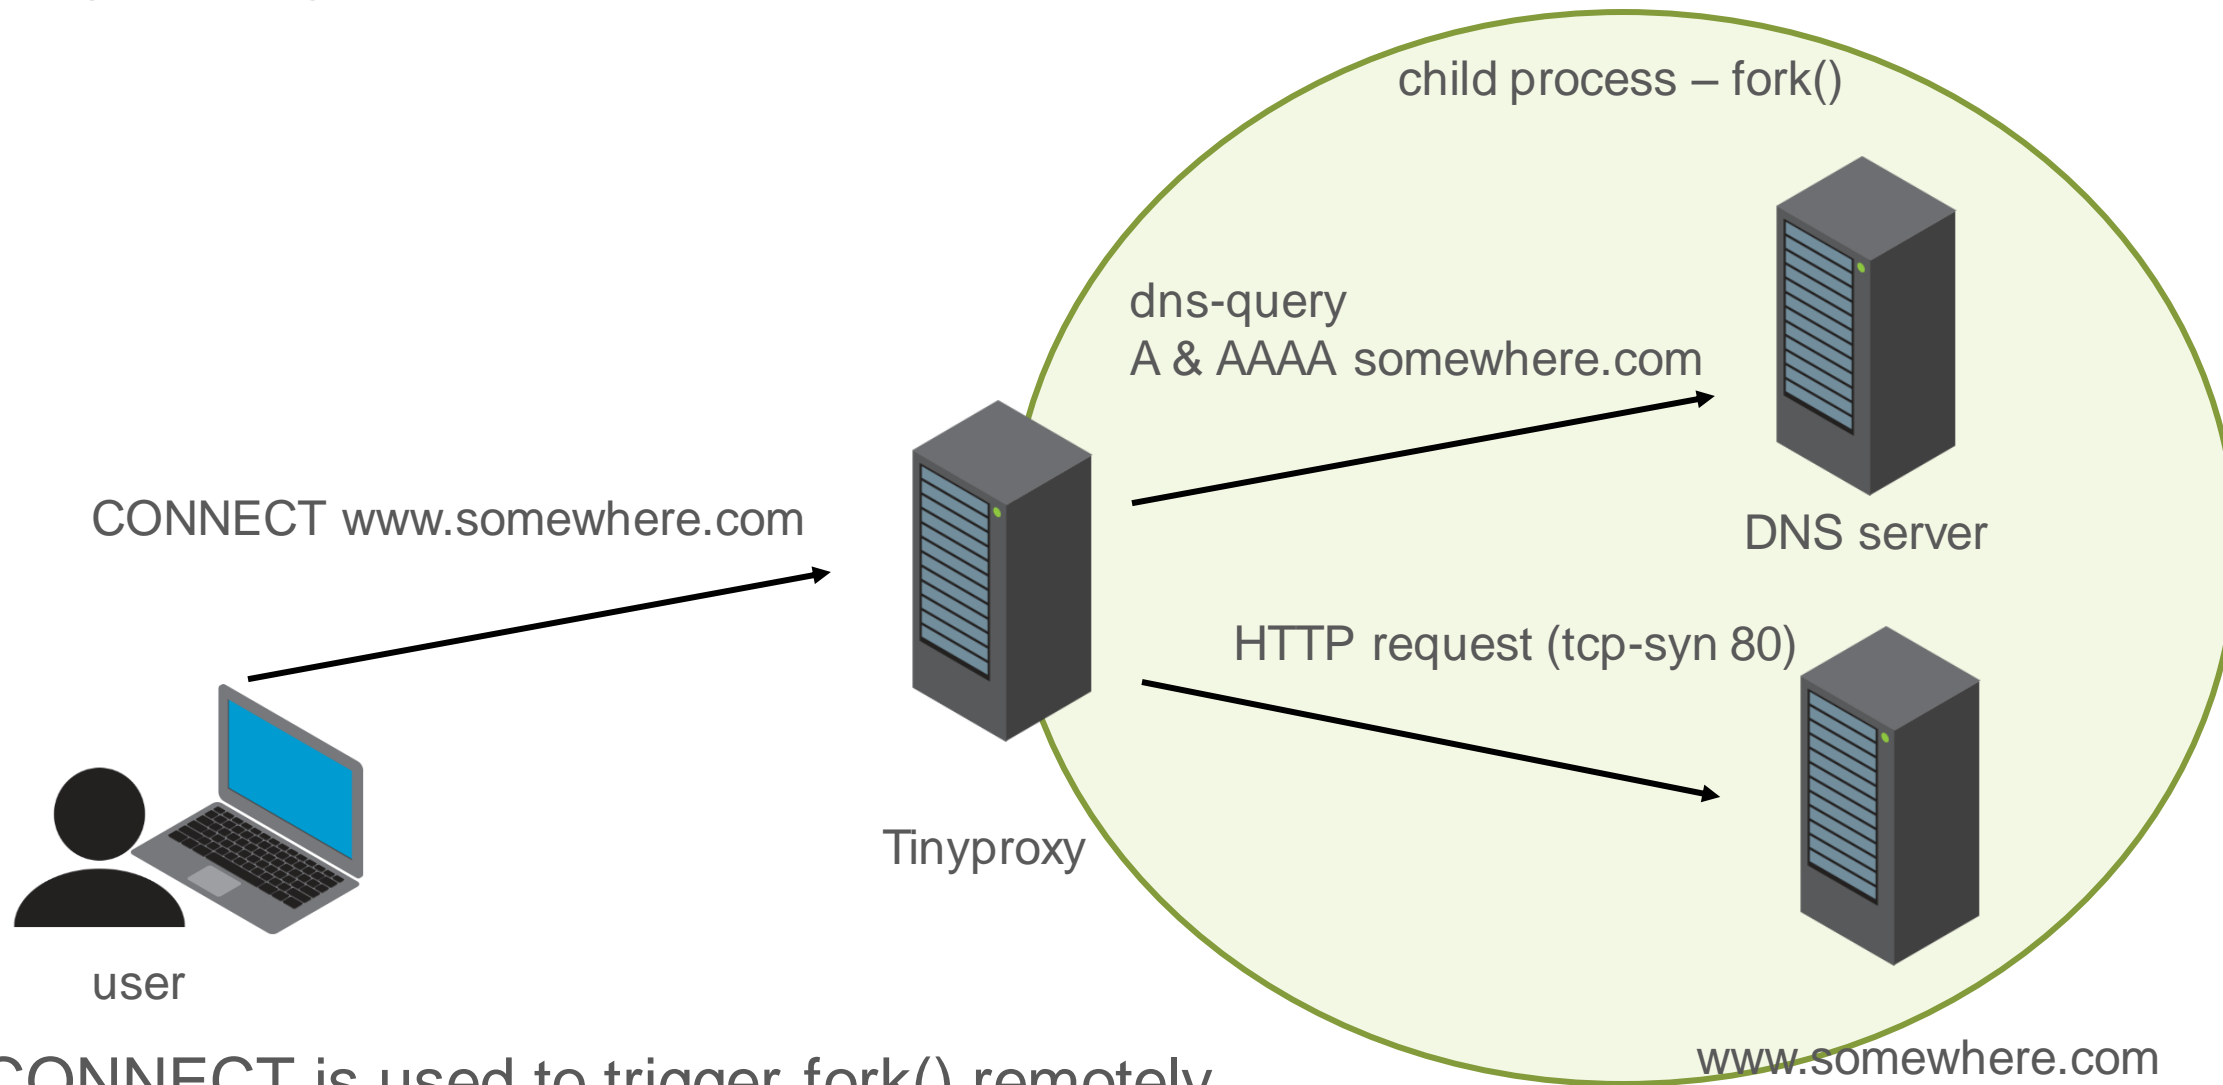 child process – fork()
dns-query
A & AAAA somewhere.com
CONNECT www.somewhere.com
DNS server
HTTP request (tcp-syn 80)
Tinyproxy
user
CONNECT is used to trigger fork() remotely
www.somewhere.com